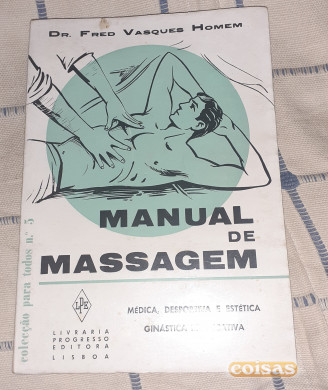 DR. FRED VASQUES HOMEM
MANUAL
DE
MASSAGEM
colecção para todos n.º 5
LPE
LIVRARIA
PROGRESSO
EDITORA
LISBOA
MÉDICA, DESPORTIVA E ESTÉTICA
GINÁSTICA
coisas